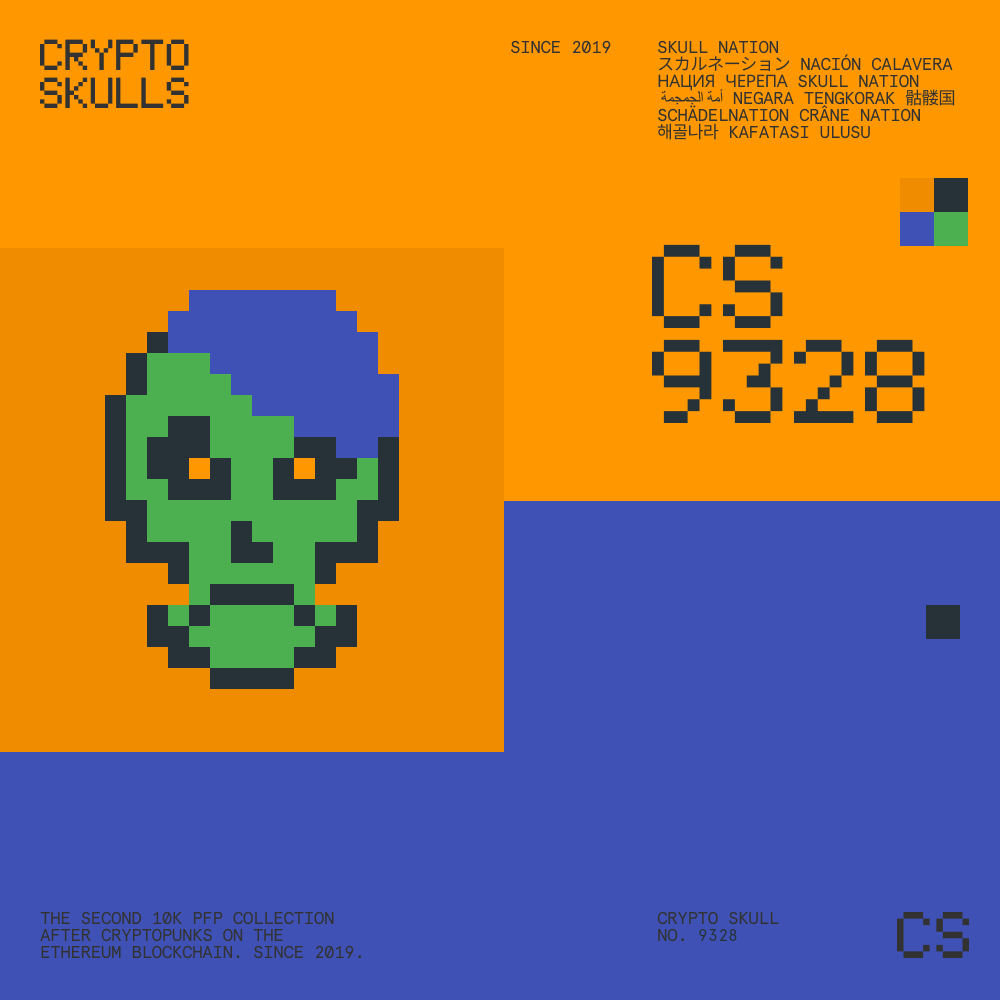 CRYPTO
SKULLS
SINCE 2019
SKULL NATION
スカルネーション NACIÓN CALAVERA
НАЦИЯ ЧЕРЕПА SKULL NATION
أمة الجمجمة NEGARA TENGKORAK 骷髅国
SCHÄDELNATION CRÂNE NATION
해골나라 KAFATASI ULUSU
CS
9328
THE SECOND 10K PFP COLLECTION
AFTER CRYPTOPUNKS ON THE
ETHEREUM BLOCKCHAIN. SINCE 2019.
CRYPTO SKULL
NO. 9328
CS